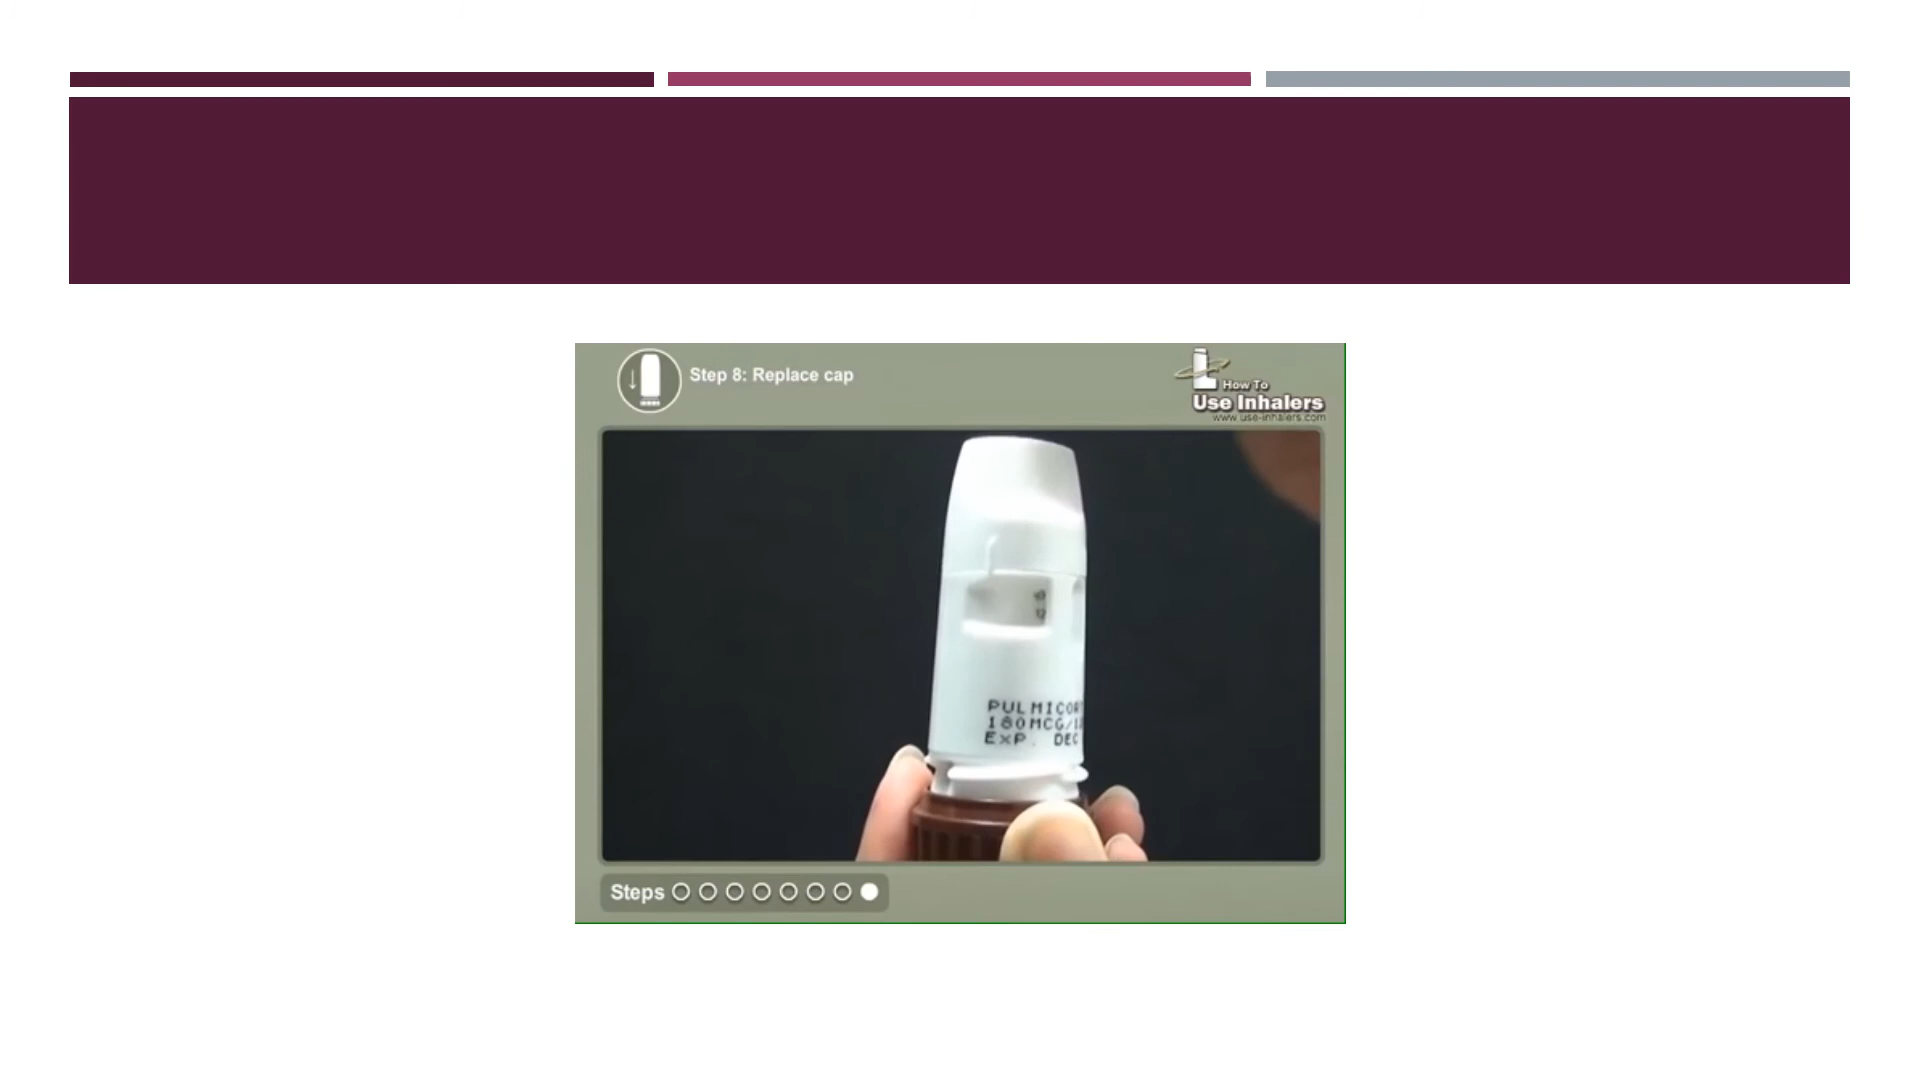 Step 8: Replace cap
How To
Use Inhalers
www.use-inhalers.com
PULMICOR
180MCG/1
EXP. DEC
Steps